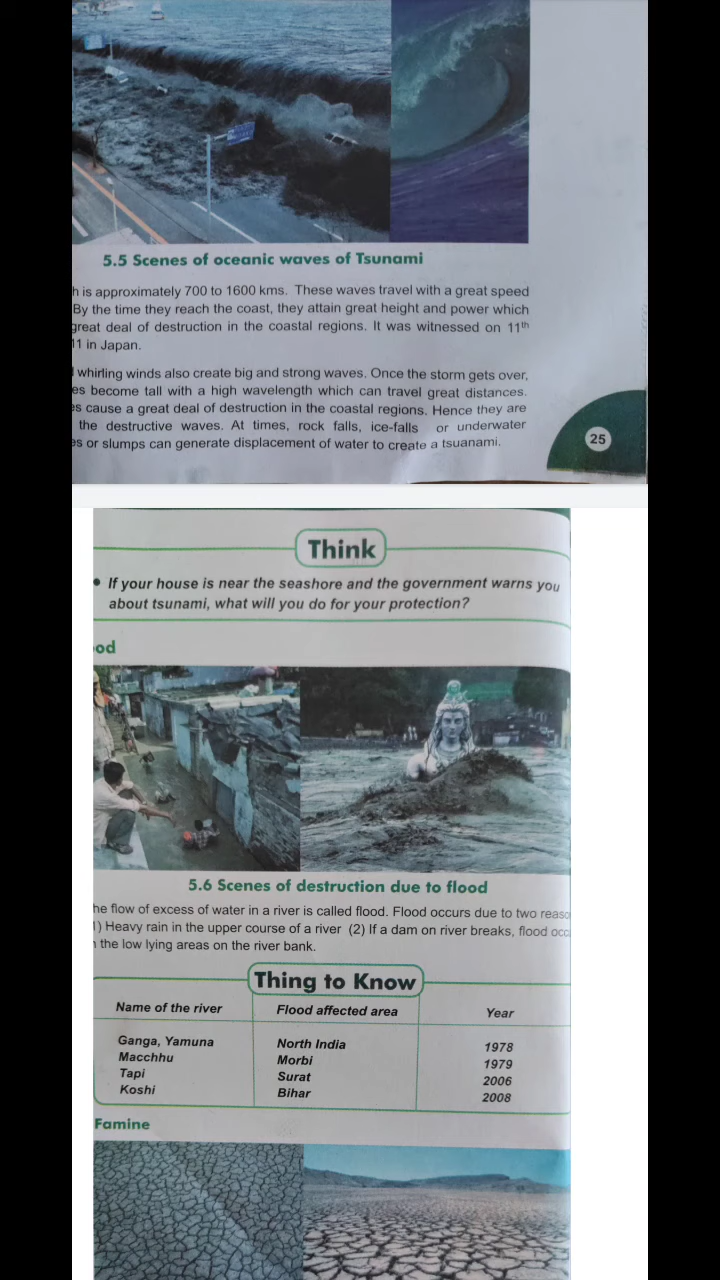 5.5 Scenes of oceanic waves of Tsunami
h is approximately 700 to 1600 kms. These waves travel with a great speed
By the time they reach the coast, they attain great height and power which
great deal of destruction in the coastal regions. It was witnessed on 11th
11 in Japan.
whirling winds also create big and strong waves. Once the storm gets over,
es become tall with a high wavelength which can travel great distances.
es cause a great deal of destruction in the coastal regions. Hence they are
the destructive waves. At times, rock falls, ice-falls or underwater
es or slumps can generate displacement of water to create a tsuanami.
25
Think
• If your house is near the seashore and the government warns you
about tsunami, what will you do for your protection?
od
5.6 Scenes of destruction due to flood
he flow of excess of water in a river is called flood. Flood occurs due to two reaso
1) Heavy rain in the upper course of a river (2) If a dam on river breaks, flood occ
the low lying areas on the river bank.
Thing to Know
Name of the river Flood affected area Year
Ganga, Yamuna North India 1978
Macchhu Morbi 1979
Tapi Surat 2006
Koshi Bihar 2008
Famine